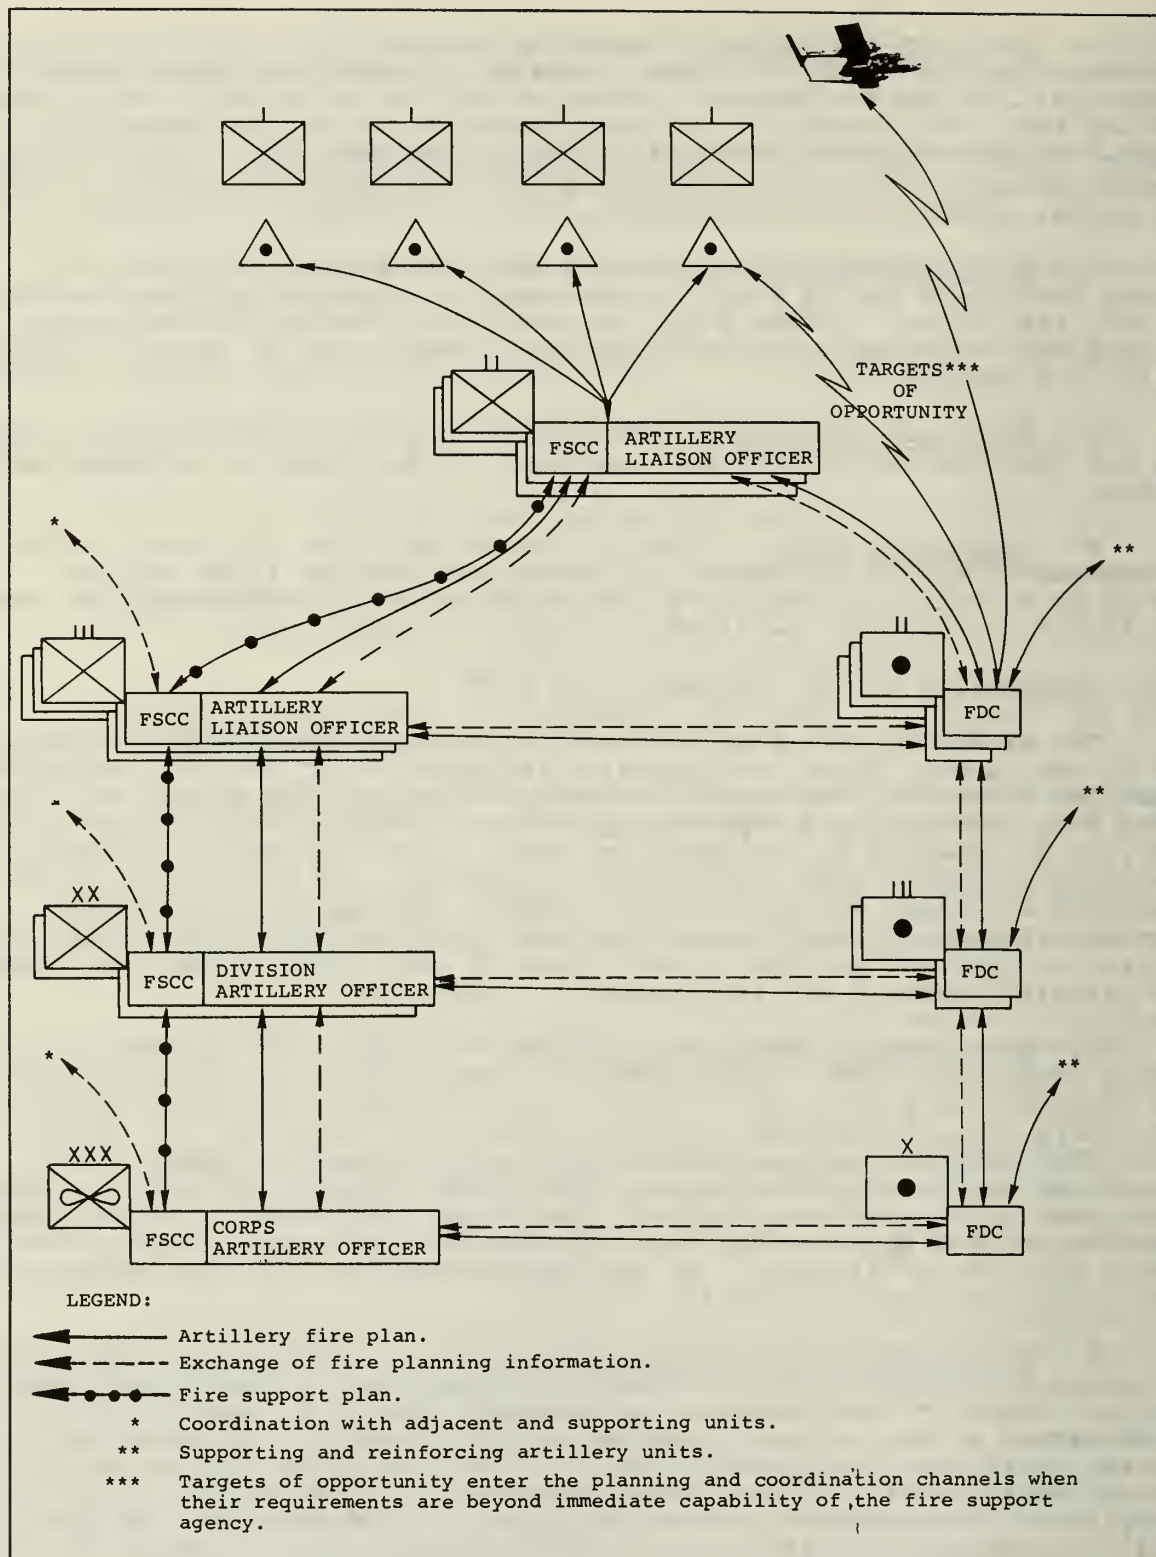 TARGETS***
OF
OPPORTUNITY
FSCC
ARTILLERY
LIAISON OFFICER
*
**
FSCC
ARTILLERY
LIAISON OFFICER
FDC
**
XX
FSCC
DIVISION
ARTILLERY OFFICER
FDC
*
**
XXX
X
FSCC
CORPS
ARTILLERY OFFICER
FDC
LEGEND:
Artillery fire plan.
Exchange of fire planning information.
Fire support plan.
* Coordination with adjacent and supporting units.
** Supporting and reinforcing artillery units.
*** Targets of opportunity enter the planning and coordination channels when
their requirements are beyond immediate capability of the fire support
agency.